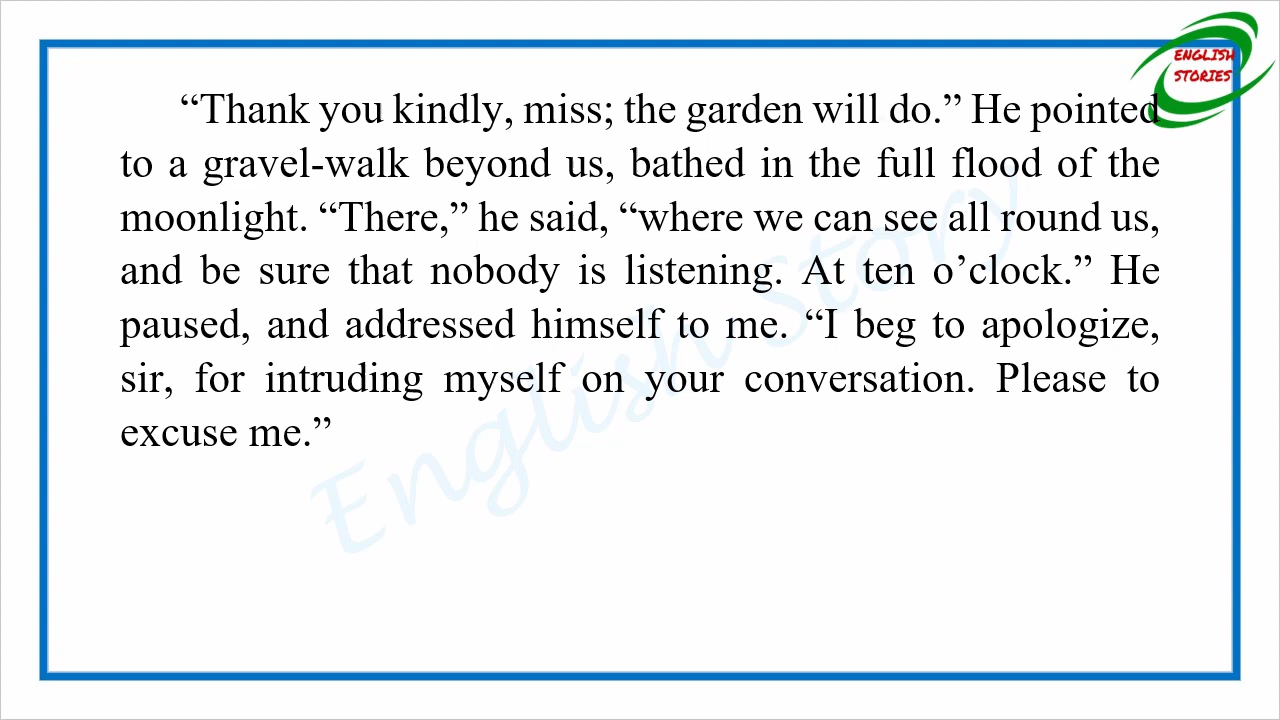 ENGLISH
STORIES
“Thank you kindly, miss; the garden will do.” He pointed
to a gravel-walk beyond us, bathed in the full flood of the
moonlight. “There,” he said, “where we can see all round us,
and be sure that nobody is listening. At ten o’clock.” He
paused, and addressed himself to me. “I beg to apologize,
sir, for intruding myself on your conversation. Please to
excuse me.”
English Story